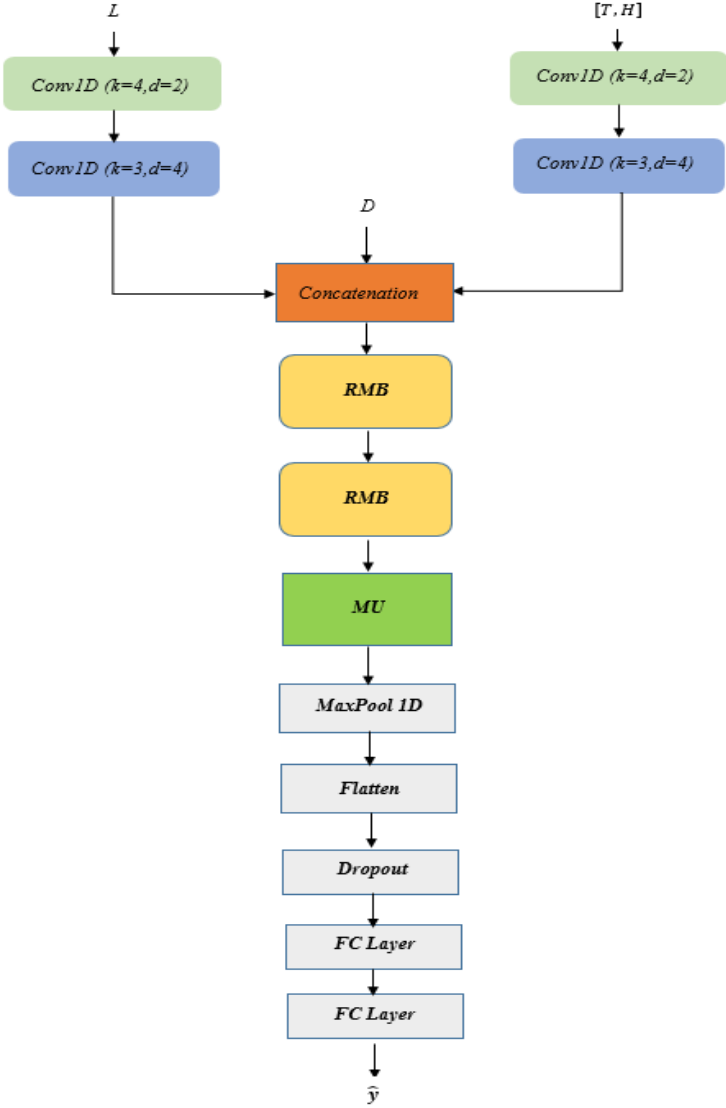 L
[T, H]
Conv1D (k=4,d=2)
Conv1D (k=4,d=2)
Conv1D (k=3,d=4)
Conv1D (k=3,d=4)
D
Concatenation
RMB
RMB
MU
MaxPool 1D
Flatten
Dropout
FC Layer
FC Layer
ŷ